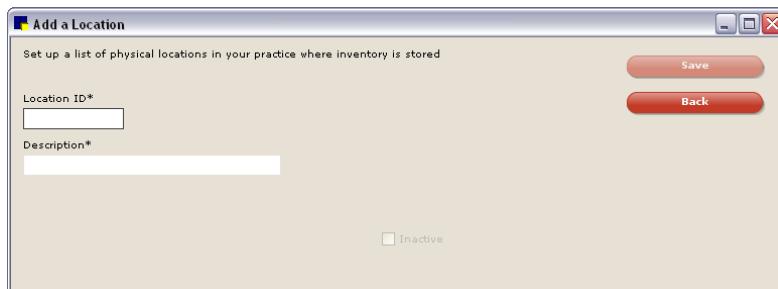 Add a Location
Set up a list of physical locations in your practice where inventory is stored
Save
Location ID*
Back
Description*
Inactive